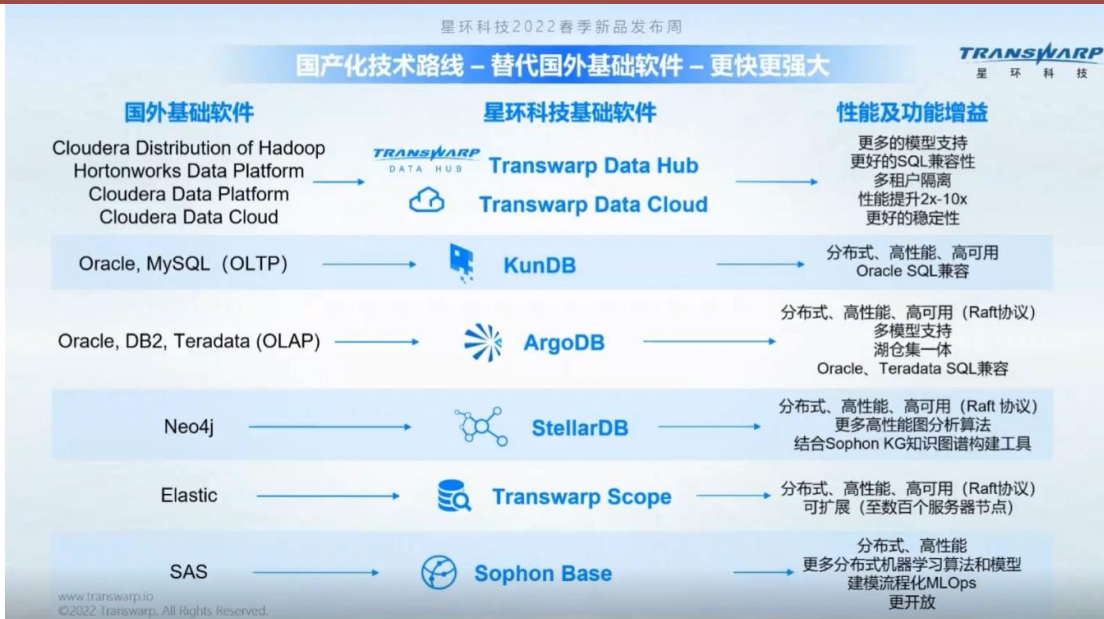 星环科技2022春季新品发布周
国产化技术路线 – 替代国外基础软件 – 更快更强大
TRANSWARP
星环科技
国外基础软件
星环科技基础软件
性能及功能增益
Cloudera Distribution of Hadoop
Hortonworks Data Platform
Cloudera Data Platform
Cloudera Data Cloud
TRANSWARP
DATA HUB
Transwarp Data Hub
Transwarp Data Cloud
更多的模型支持
更好的SQL兼容性
多租户隔离
性能提升2x-10x
更好的稳定性
Oracle, MySQL（OLTP）
KunDB
分布式、高性能、高可用
Oracle SQL兼容
Oracle, DB2, Teradata (OLAP)
ArgoDB
分布式、高性能、高可用（Raft协议）
多模型支持
湖仓集一体
Oracle、Teradata SQL兼容
Neo4j
StellarDB
分布式、高性能、高可用（Raft 协议）
更多高性能图分析算法
结合Sophon KG知识图谱构建工具
Elastic
Transwarp Scope
分布式、高性能、高可用（Raft协议）
可扩展（至数百个服务器节点）
SAS
Sophon Base
分布式、高性能
更多分布式机器学习算法和模型
建模流程化MLOps
更开放
www.transwarp.io
©2022 Transwarp. All Rights Reserved.